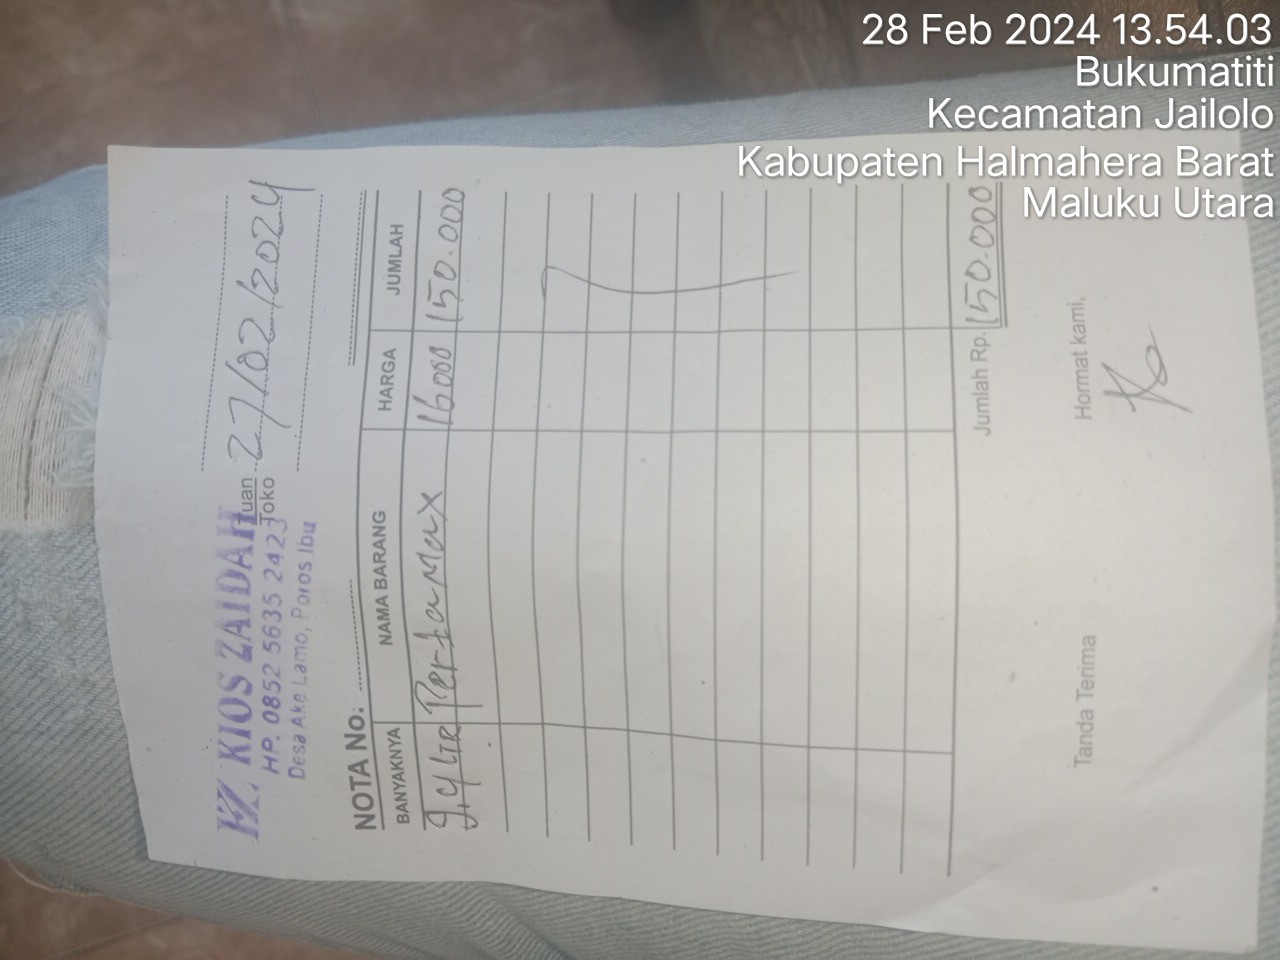 28 Feb 2024 13.54.03
Bukumatiti
Kecamatan Jailolo
Kabupaten Halmahera Barat
Maluku Utara
KZ. KIOS ZAIDAH
HP. 0852 5635 2423
Desa Ake Lamo, Poros Ibu
27/02/2024
Tuan
Toko
NOTA No.
BANYAKNYA NAMA BARANG HARGA JUMLAH
9,4 LTR Pertamax 16000 150.000
Jumlah Rp. 150.000
Tanda Terima Hormat kami,